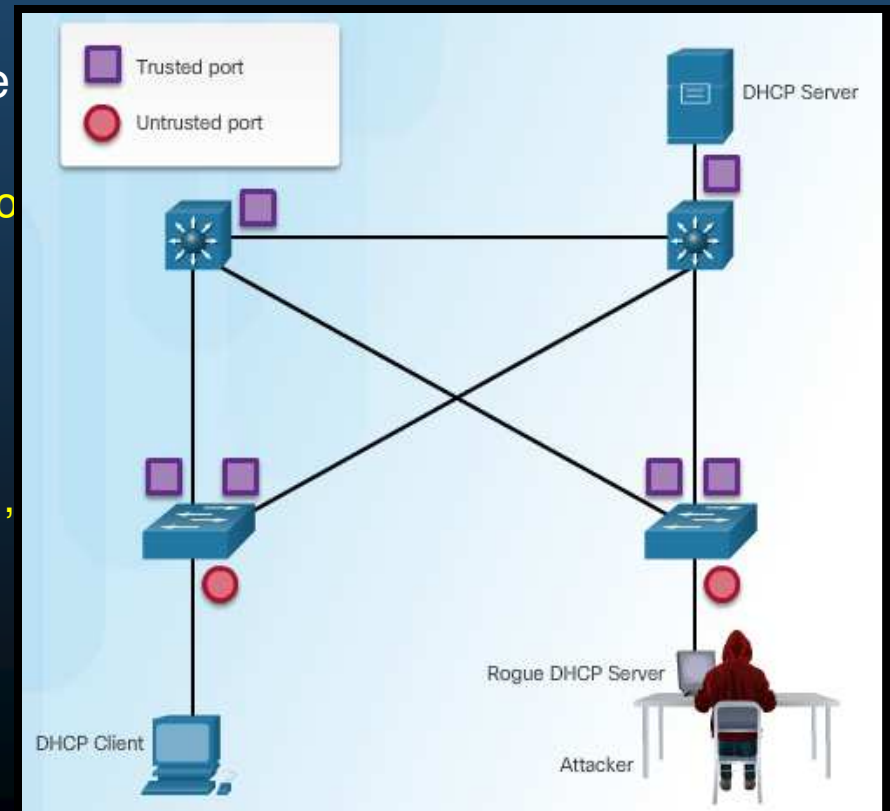 Trusted port
Untrusted port
DHCP Server
Rogue DHCP Server
DHCP Client
Attacker